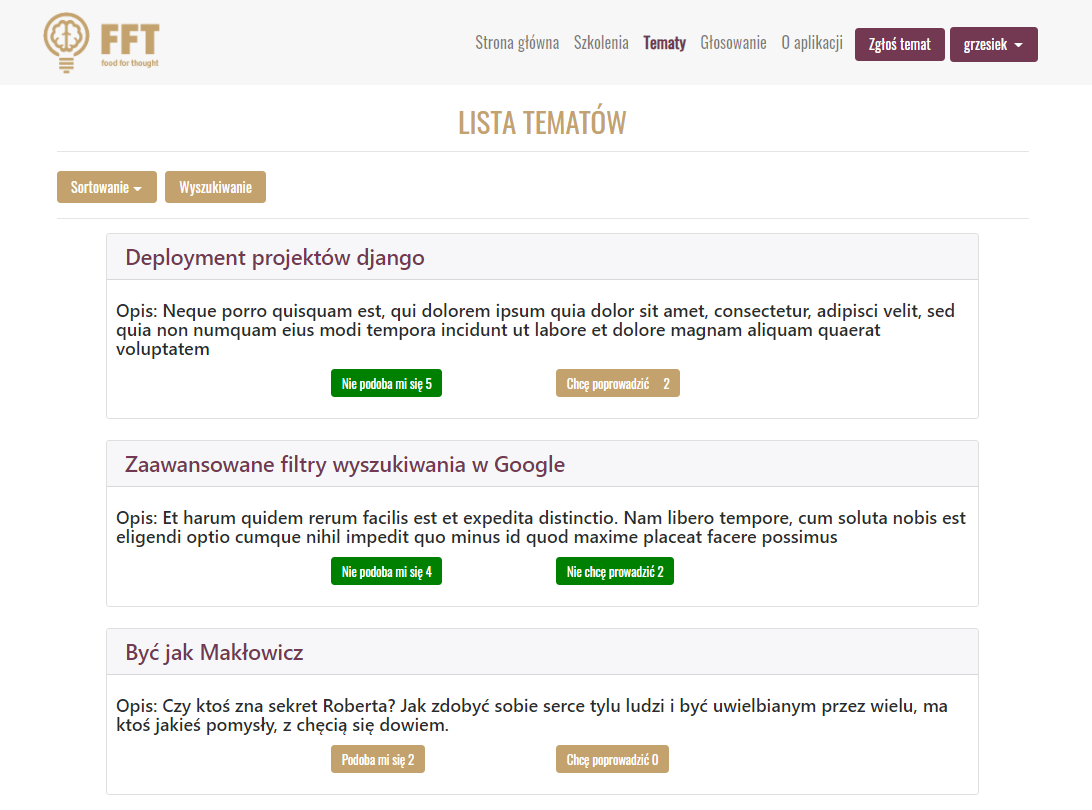 FFT
food for thought
Strona główna Szkolenia Tematy Głosowanie O aplikacji Zgłoś temat grzesiek
LISTA TEMATÓW
Sortowanie Wyszukiwanie
Deployment projektów django
Opis: Neque porro quisquam est, qui dolorem ipsum quia dolor sit amet, consectetur, adipisci velit, sed
quia non numquam eius modi tempora incidunt ut labore et dolore magnam aliquam quaerat
voluptatem
Nie podoba mi się 5 Chcę poprowadzić 2
Zaawansowane filtry wyszukiwania w Google
Opis: Et harum quidem rerum facilis est et expedita distinctio. Nam libero tempore, cum soluta nobis est
eligendi optio cumque nihil impedit quo minus id quod maxime placeat facere possimus
Nie podoba mi się 4 Nie chcę prowadzić 2
Być jak Makłowicz
Opis: Czy ktoś zna sekret Roberta? Jak zdobyć sobie serce tylu ludzi i być uwielbianym przez wielu, ma
ktoś jakieś pomysły, z chęcią się dowiem.
Podoba mi się 2 Chcę poprowadzić 0